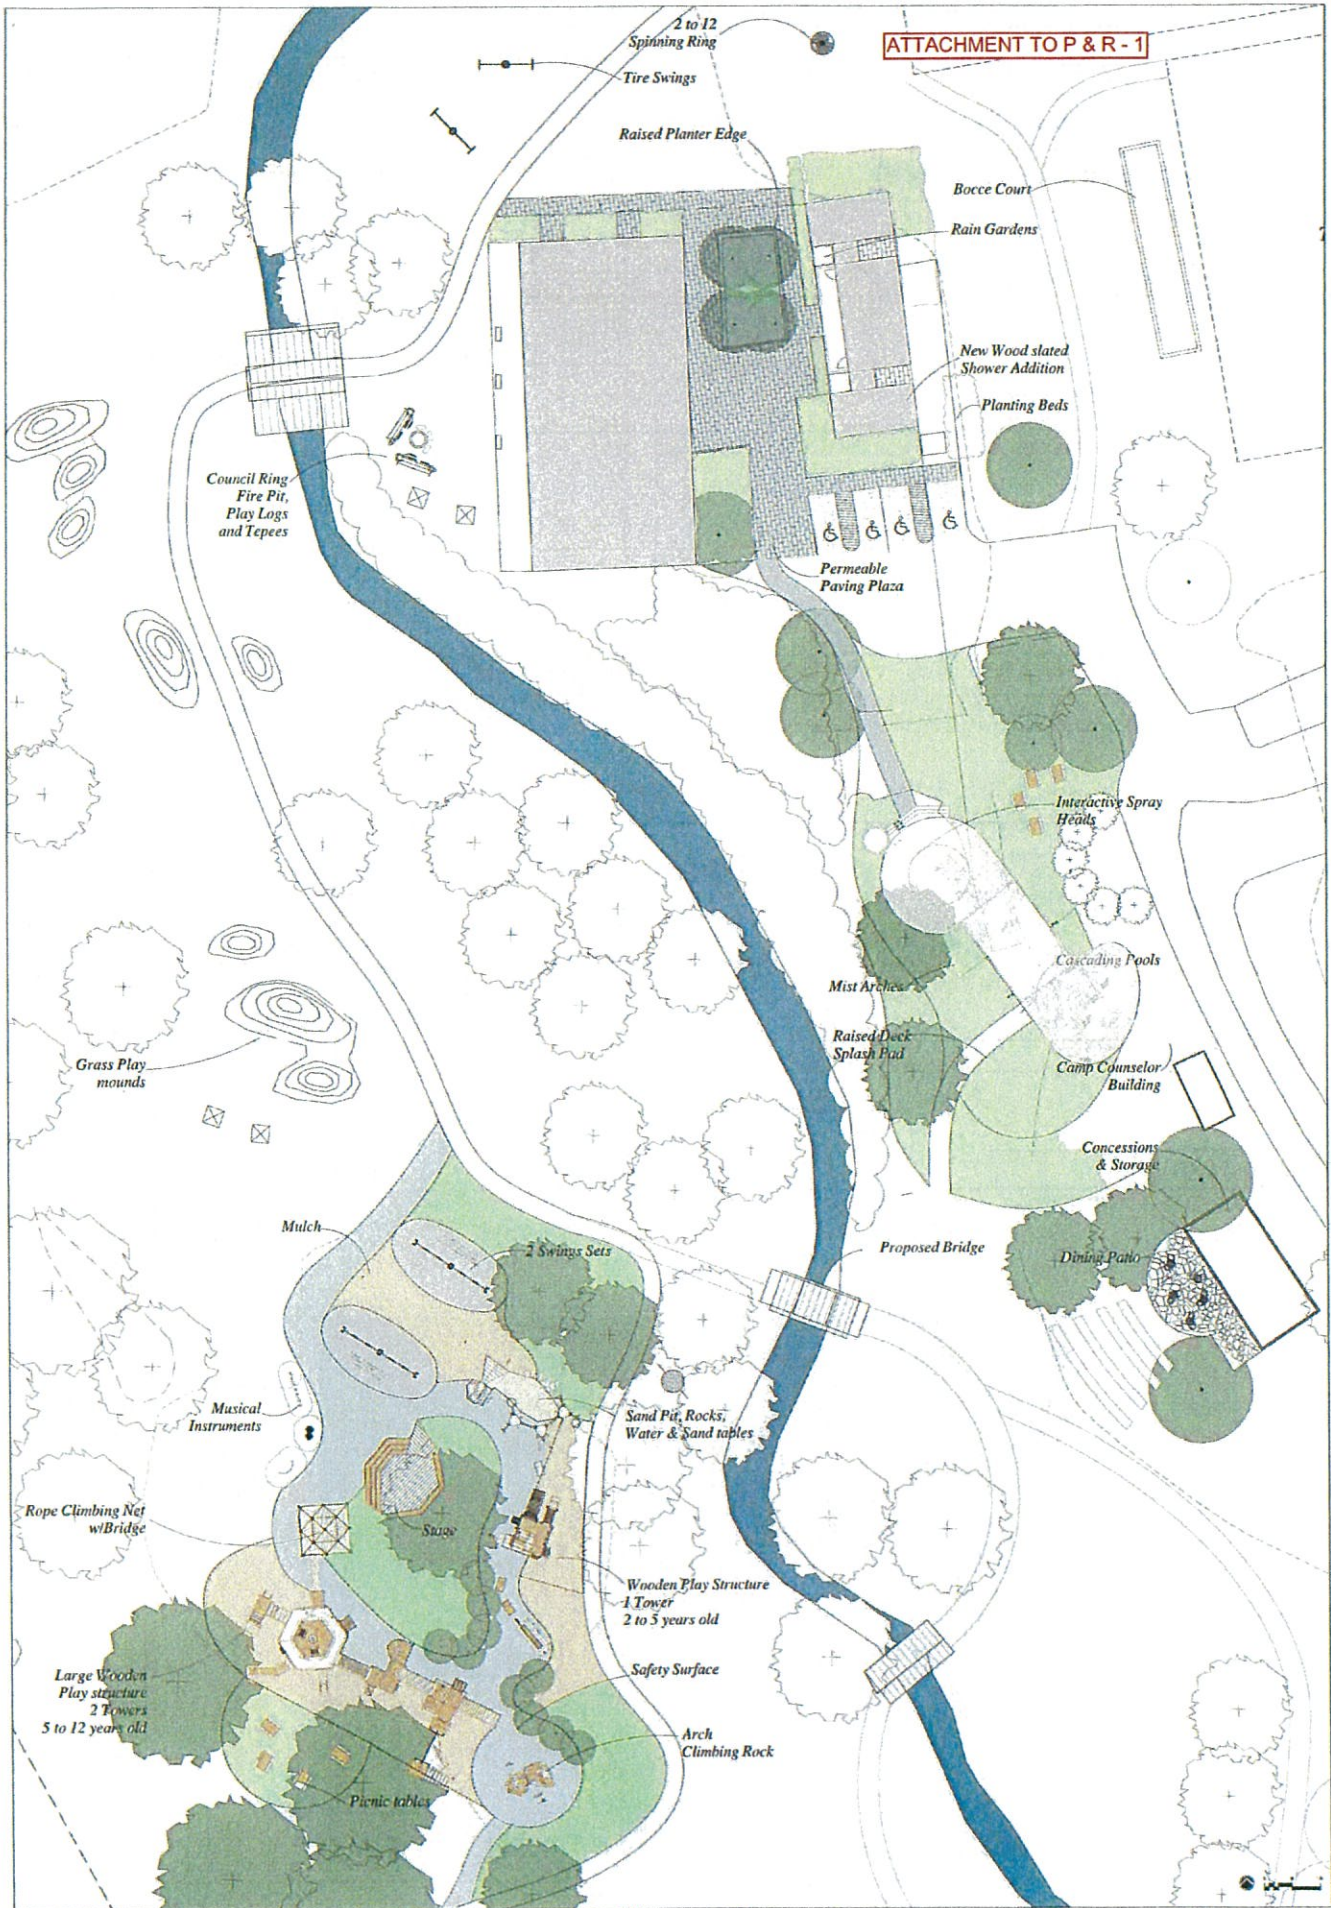 2 to 12
Spinning Ring
ATTACHMENT TO P & R - 1
Tire Swings
Raised Planter Edge
Bocce Court
Rain Gardens
New Wood slated
Shower Addition
Planting Beds
Council Ring
Fire Pit,
Play Logs
and Tepees
Permeable
Paving Plaza
Interactive Spray
Heads
Cascading Pools
Mist Arches
Raised Deck
Splash Pad
Camp Counselor
Building
Grass Play
mounds
Concessions
& Storage
Mulch
2 Swings Sets
Proposed Bridge
Dining Patio
Musical
Instruments
Sand Pit, Rocks,
Water & Sand tables
Rope Climbing Net
w/Bridge
Stage
Wooden Play Structure
1 Tower
2 to 5 years old
Safety Surface
Large Wooden
Play structure
2 Towers
5 to 12 years old
Arch
Climbing Rock
Picnic tables